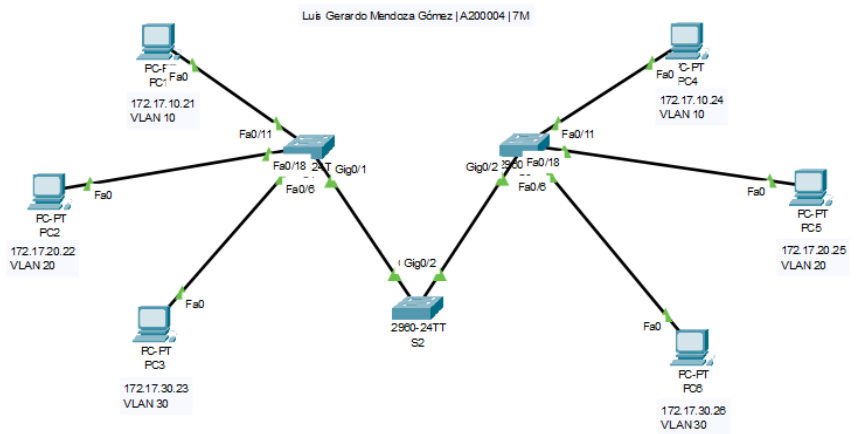 Luis Gerardo Mendoza Gómez | A200004 | 7M
PC1
Fa0
172.17.10.21
VLAN 10
Fa0/11
Fa0/18
24T
Gig0/1
Fa0/6
Fa0
PC-PT
PC2
172.17.20.22
VLAN 20
Fa0
PC-PT
PC3
172.17.30.23
VLAN 30
Gig0/2
2960-24TT
S2
Fa0
PC-PT
PC4
172.17.10.24
VLAN 10
Fa0/11
Gig0/2
Fa0/18
Fa0/6
Fa0
PC-PT
PC5
172.17.20.25
VLAN 20
Fa0
PC-PT
PC6
172.17.30.26
VLAN 30